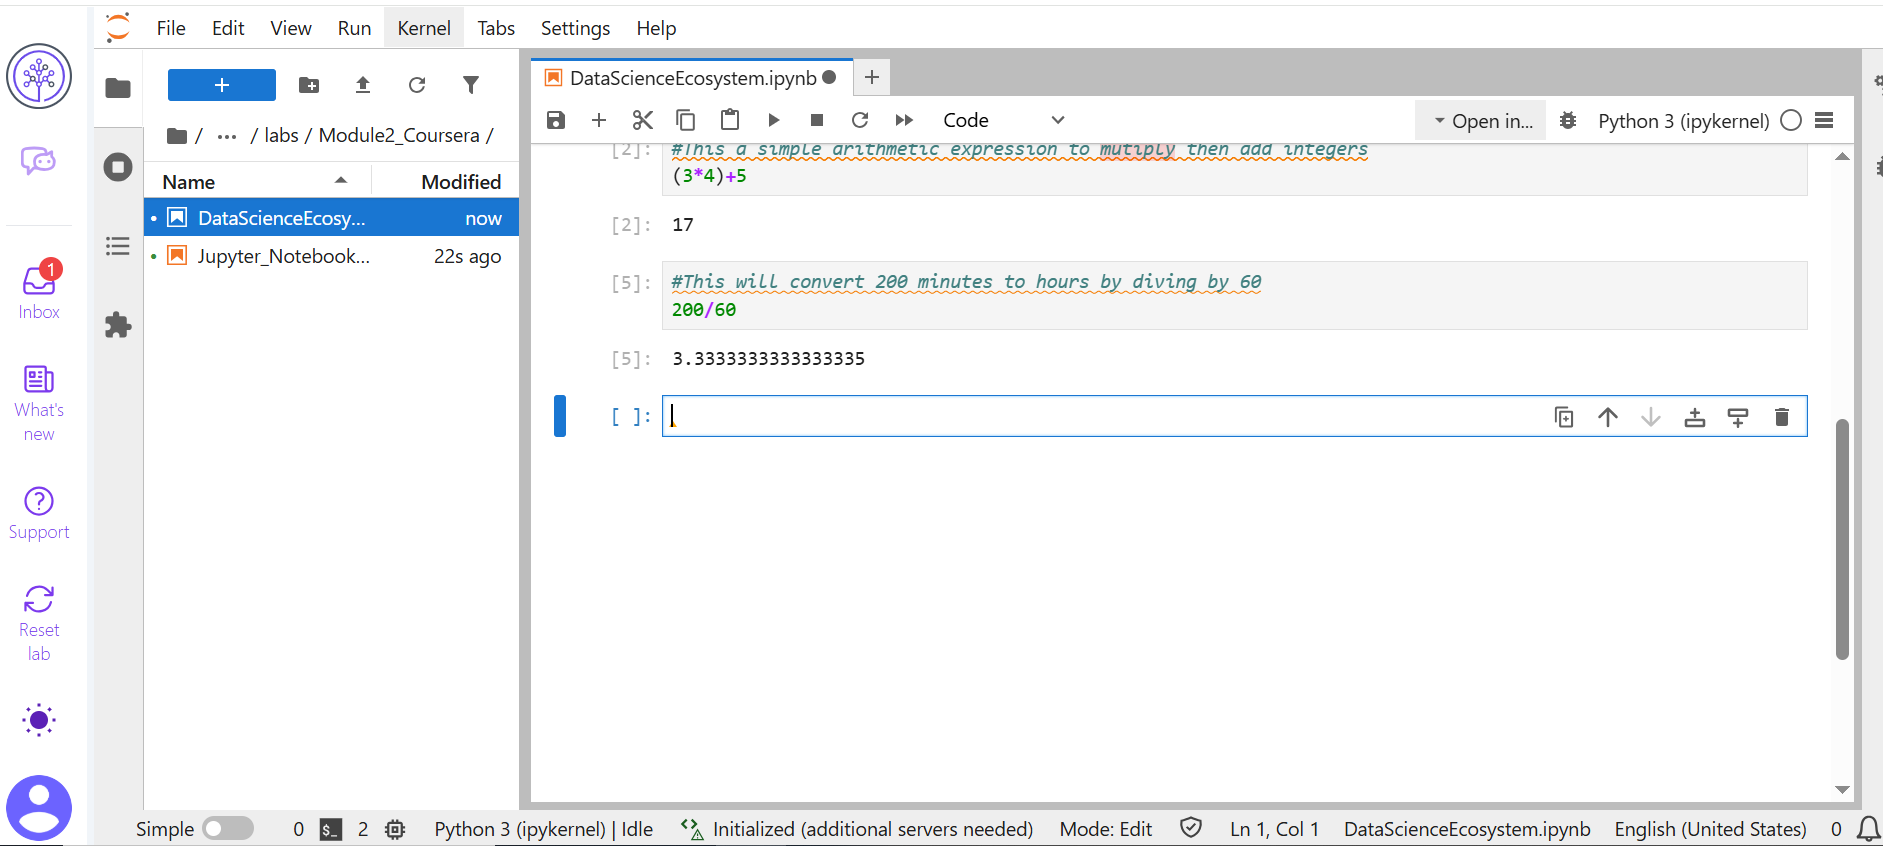 File Edit View Run Kernel Tabs Settings Help
/ ··· / labs / Module2_Coursera /
Name Modified
DataScienceEcosy... now
Jupyter_Notebook... 22s ago
1
Inbox
What's
new
Support
Reset
lab
DataScienceEcosystem.ipynb
Code
Open in...
Python 3 (ipykernel)
[2]: #This a simple arithmetic expression to mutiply then add integers
(3*4)+5
[2]: 17
[5]: #This will convert 200 minutes to hours by diving by 60
200/60
[5]: 3.3333333333333335
[ ]:
Simple 0 $_ 2 Python 3 (ipykernel) | Idle Initialized (additional servers needed) Mode: Edit Ln 1, Col 1 DataScienceEcosystem.ipynb English (United States) 0